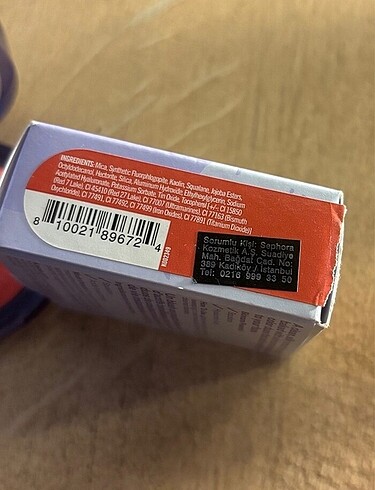 INGREDIENTS: Mica, Synthetic Fluorphlogopite, Kaolin, Squalane, Jojoba Esters,
Octyldodecanol, Hectorite, Silica, Aluminum Hydroxide, Ethylhexylglycerin, Sodium
Acetylated Hyaluronate, Potassium Sorbate, Tin Oxide, Tocopherol [+/- CI 15850
(Red 7 Lake), CI 45410 (Red 27 Lake), CI 77007 (Ultramarines), CI 77163 (Bismuth
Oxychloride), CI 77491, CI 77492, CI 77499 (Iron Oxides), CI 77891 (Titanium Dioxide)]
8 10021 89672 4
Sorumlu Kişi: Sephora
Kozmetik A.Ş. Suadiye
Mah. Bağdat Cad. No:
389 Kadıköy / İstanbul
Tel: 0216 999 33 50